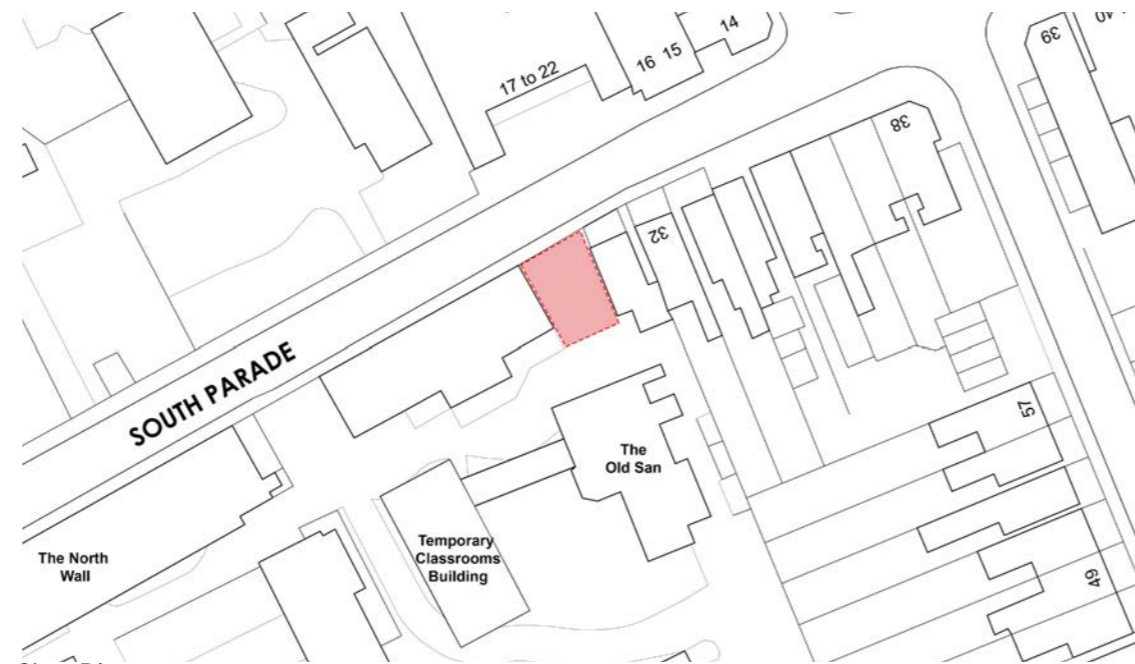 14
16 15
17 to 22
39
40
38
32
SOUTH PARADE
The
Old San
57
Temporary
Classrooms
Building
The North
Wall
49